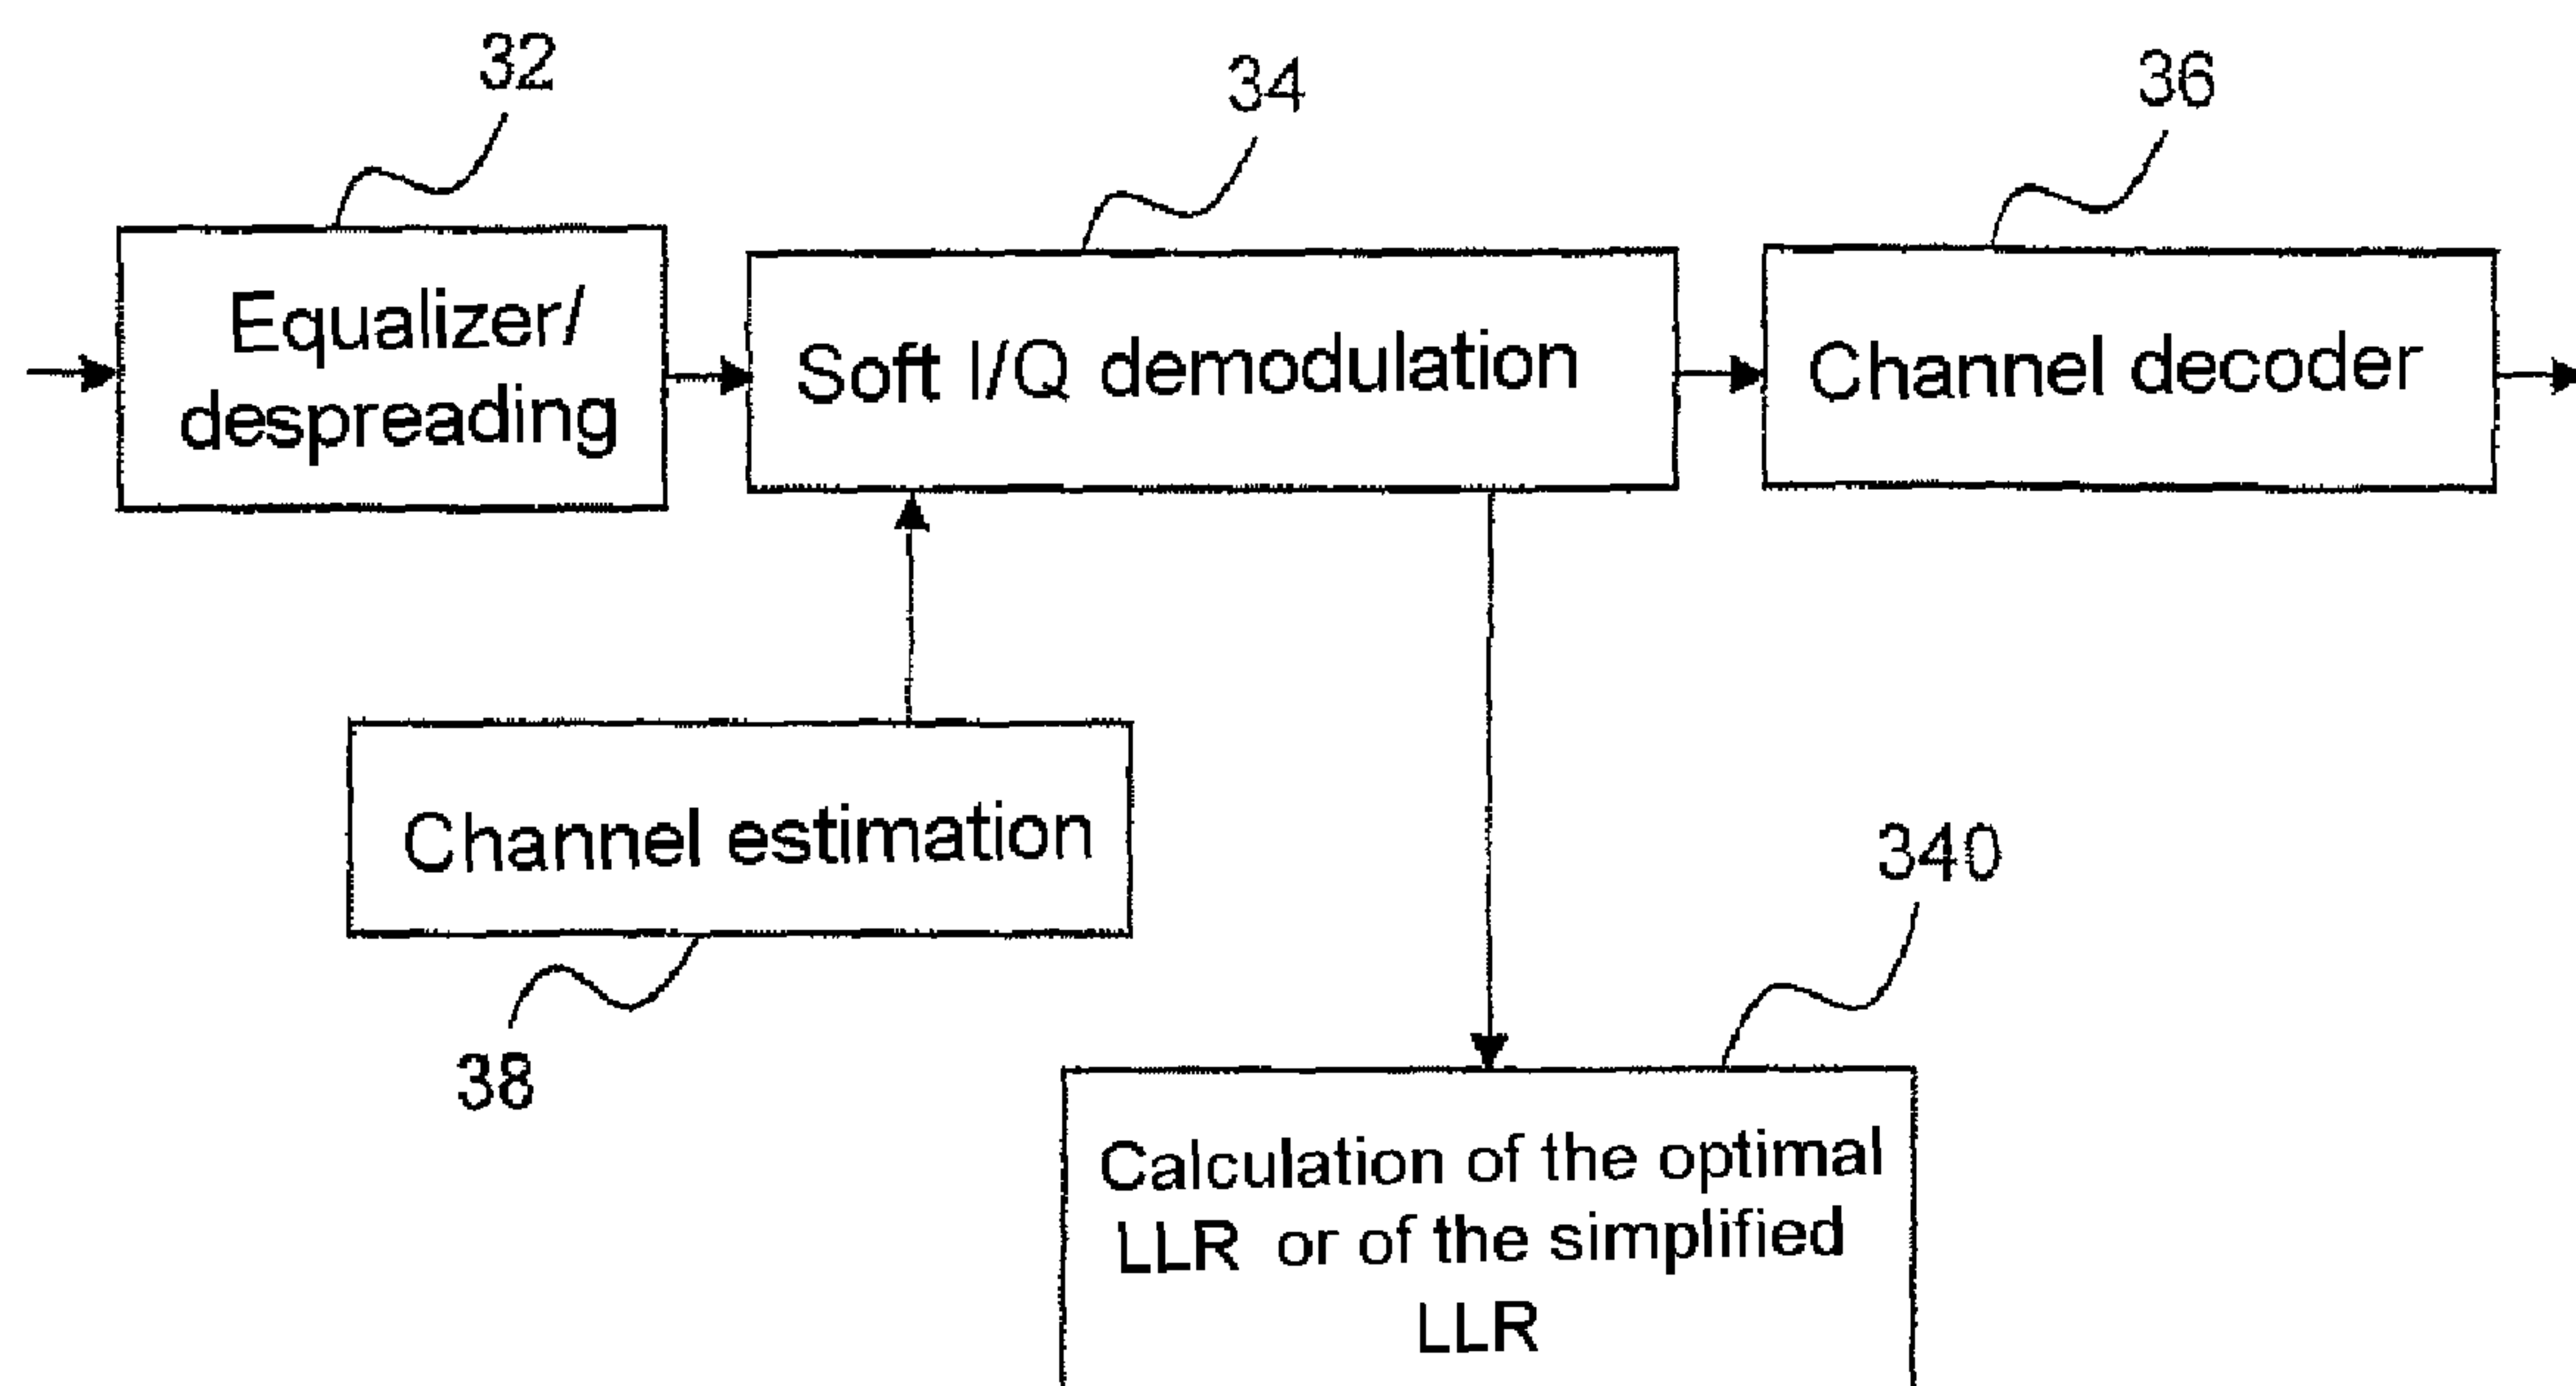 32
34
36
Equalizer/
despreading
Soft I/Q demodulation
Channel decoder
Channel estimation
38
340
Calculation of the optimal
LLR or of the simplified
LLR